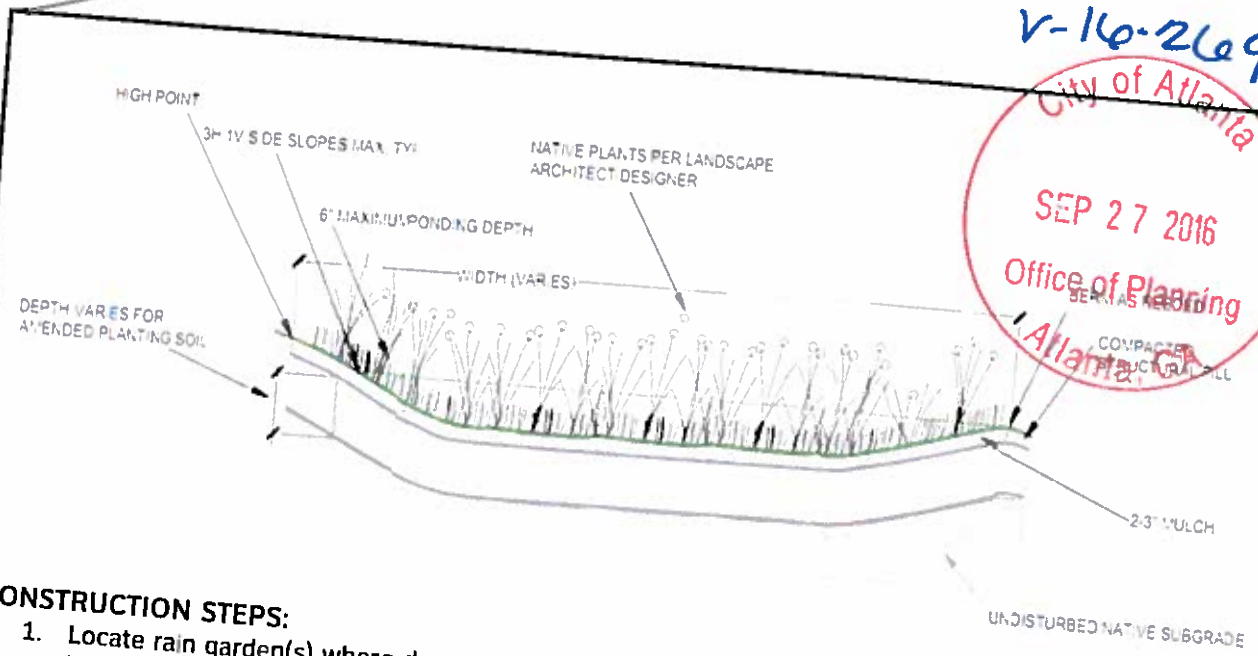 V-16-269
City of Atlanta
SEP 27 2016
Office of Planning
Atlanta, GA
HIGH POINT
3H:1V SIDE SLOPES MAX. TYP
NATIVE PLANTS PER LANDSCAPE
ARCHITECT DESIGNER
6" MAXIMUM PONDING DEPTH
WIDTH (VARIES)
DEPTH VARIES FOR
AMENDED PLANTING SOIL
BERM AS NEEDED
COMPACTED
STRUCTURAL FILL
2-3" MULCH
UNDISTURBED NATIVE SUBGRADE
ONSTRUCTION STEPS:
1. Locate rain garden(s) where